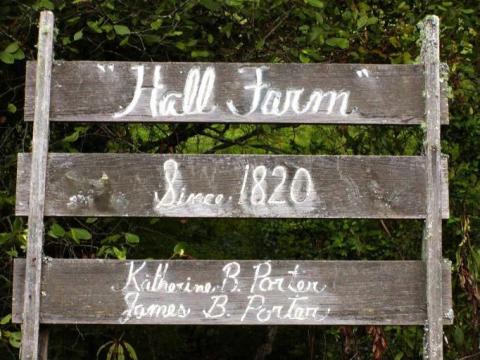 "Hall Farm"
Since 1820
Katherine B. Porter
James B. Porter